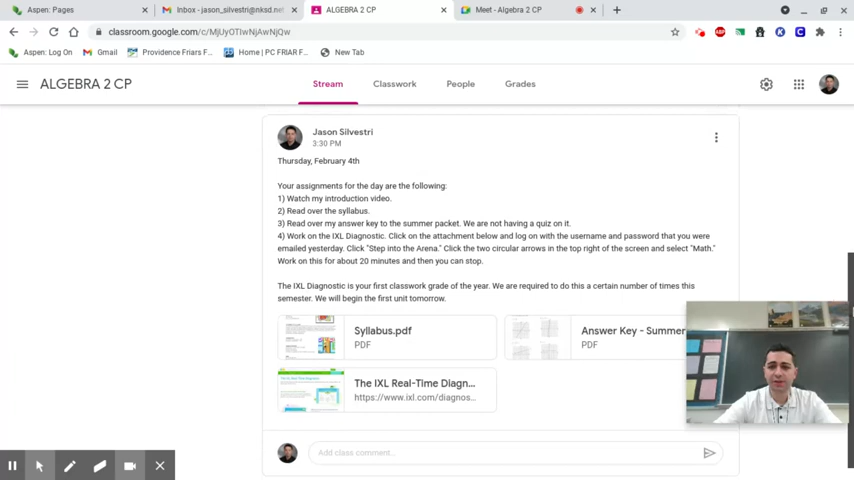 Aspen: Pages
Inbox - jason_silvestri@nksd.net
ALGEBRA 2 CP
Meet - Algebra 2 CP
classroom.google.com/c/MjUyOTIwNjAwNjQw
Aspen: Log On
Gmail
Providence Friars F...
Home | PC FRIAR F...
New Tab
ALGEBRA 2 CP
Stream
Classwork
People
Grades
Jason Silvestri
3:30 PM
Thursday, February 4th
Your assignments for the day are the following:
1) Watch my introduction video.
2) Read over the syllabus.
3) Read over my answer key to the summer packet. We are not having a quiz on it.
4) Work on the IXL Diagnostic. Click on the attachment below and log on with the username and password that you were
emailed yesterday. Click "Step into the Arena." Click the two circular arrows in the top right of the screen and select "Math."
Work on this for about 20 minutes and then you can stop.
The IXL Diagnostic is your first classwork grade of the year. We are required to do this a certain number of times this
semester. We will begin the first unit tomorrow.
Syllabus.pdf
PDF
Answer Key - Summer
PDF
The IXL Real-Time Diagn...
https://www.ixl.com/diagnos...
Add class comment...